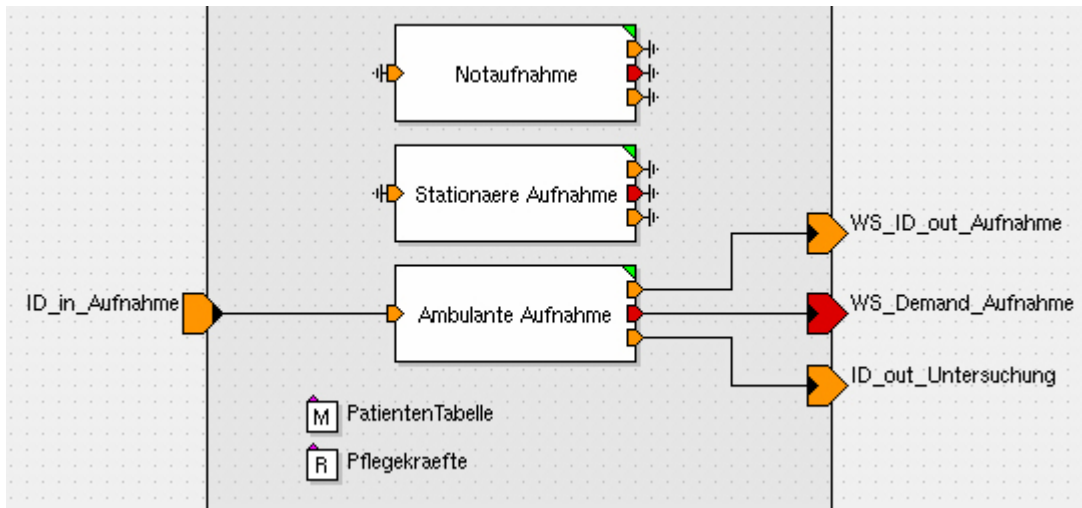 Notaufnahme
Stationaere Aufnahme
WS_ID_out_Aufnahme
ID_in_Aufnahme
Ambulante Aufnahme
WS_Demand_Aufnahme
ID_out_Untersuchung
M PatientenTabelle
R Pflegekraefte